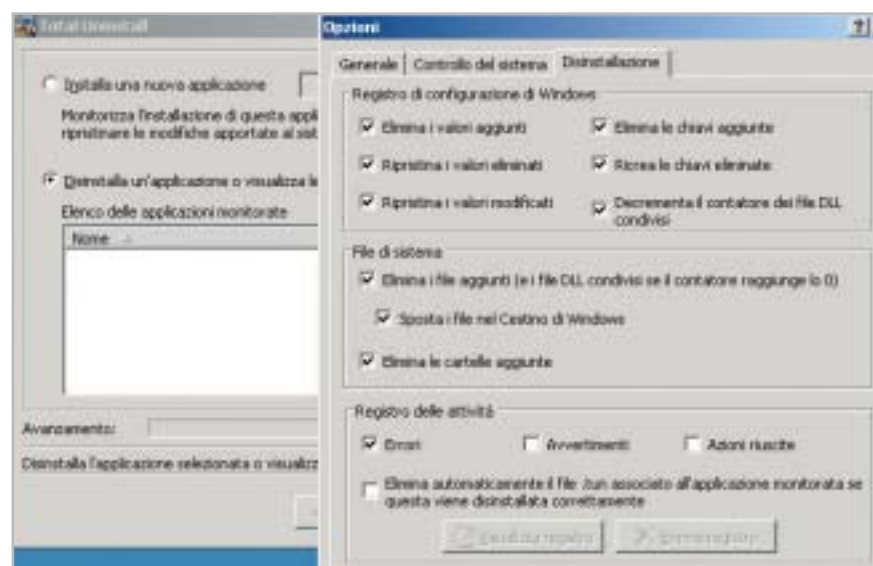 Total Uninstall
Installa una nuova applicazione
Monitorizza l'installazione di questa appli
ripristinare le modifiche apportate al sist
Disinstalla un'applicazione o visualizza le
Elenco delle applicazioni monitorate
Nome
Avanzamento:
Disinstalla l'applicazione selezionata o visualizz
Opzioni
Generale
Controllo del sistema
Disinstallazione
Registro di configurazione di Windows
Elimina i valori aggiunti
Elimina le chiavi aggiunte
Ripristina i valori eliminati
Ricrea le chiavi eliminate
Ripristina i valori modificati
Decrementa il contatore dei file DLL
condivisi
File di sistema
Elimina i file aggiunti (e i file DLL condivisi se il contatore raggiunge lo 0)
Sposta i file nel Cestino di Windows
Elimina le cartelle aggiunte
Registro delle attività
Errori
Avvertimenti
Azioni riuscite
Elimina automaticamente il file .tun associato all'applicazione monitorata se
questa viene disinstallata correttamente
registro